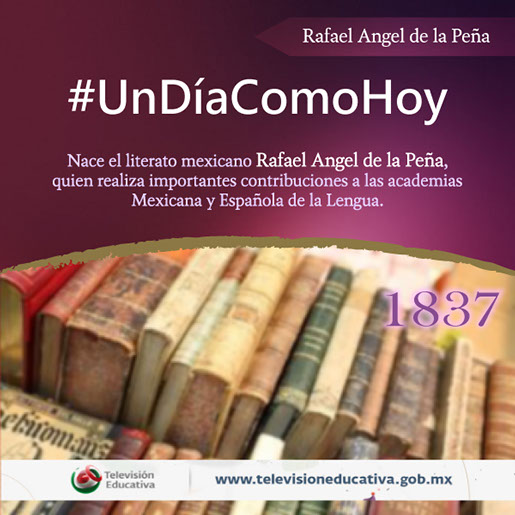 Rafael Angel de la Peña
#UnDíaComoHoy
Nace el literato mexicano Rafael Angel de la Peña,
quien realiza importantes contribuciones a las academias
Mexicana y Española de la Lengua.
1837
Televisión
Educativa
www.televisioneducativa.gob.mx